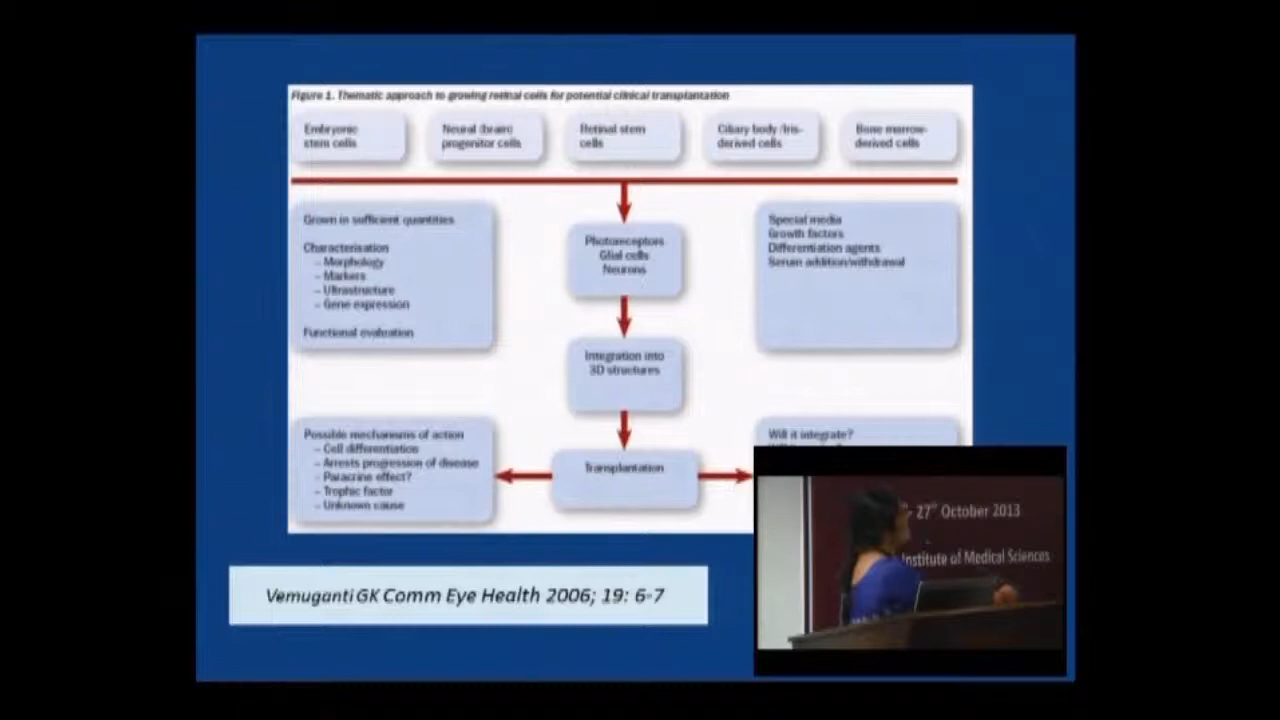 Figure 1. Thematic approach to growing retinal cells for potential clinical transplantation
Embryonic
stem cells
Neural (brain)
progenitor cells
Retinal stem
cells
Ciliary body /Iris-
derived cells
Bone marrow-
derived cells
Grown in sufficient quantities
Characterisation
– Morphology
– Markers
– Ultrastructure
– Gene expression
Functional evaluation
Photoreceptors
Glial cells
Neurons
Special media
Growth factors
Differentiation agents
Serum addition/withdrawal
Integration into
3D structures
Possible mechanisms of action
– Cell differentiation
– Arrests progression of disease
– Paracrine effect?
– Trophic factor
– Unknown cause
Transplantation
Will it integrate?
- 27th October 2013
Institute of Medical Sciences
Vemuganti GK Comm Eye Health 2006; 19: 6-7